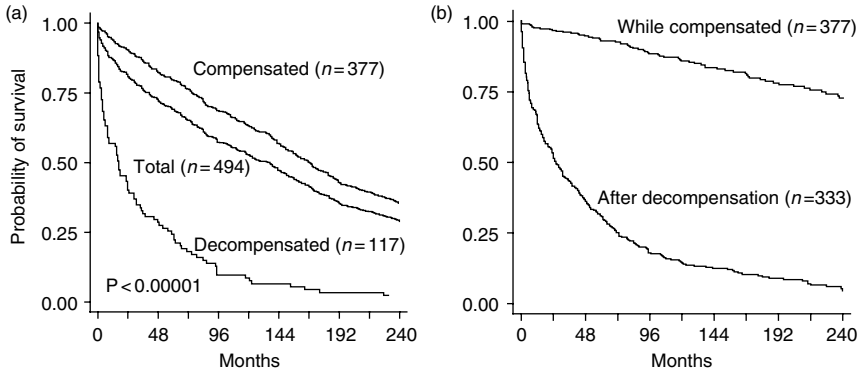 (a)
1.00
0.75
0.50
0.25
0.00
Probability of survival
Compensated (n=377)
Total (n=494)
Decompensated (n=117)
P<0.00001
0 48 96 144 192 240
Months
(b)
1.00
0.75
0.50
0.25
0.00
While compensated (n=377)
After decompensation (n=333)
0 48 96 144 192 240
Months